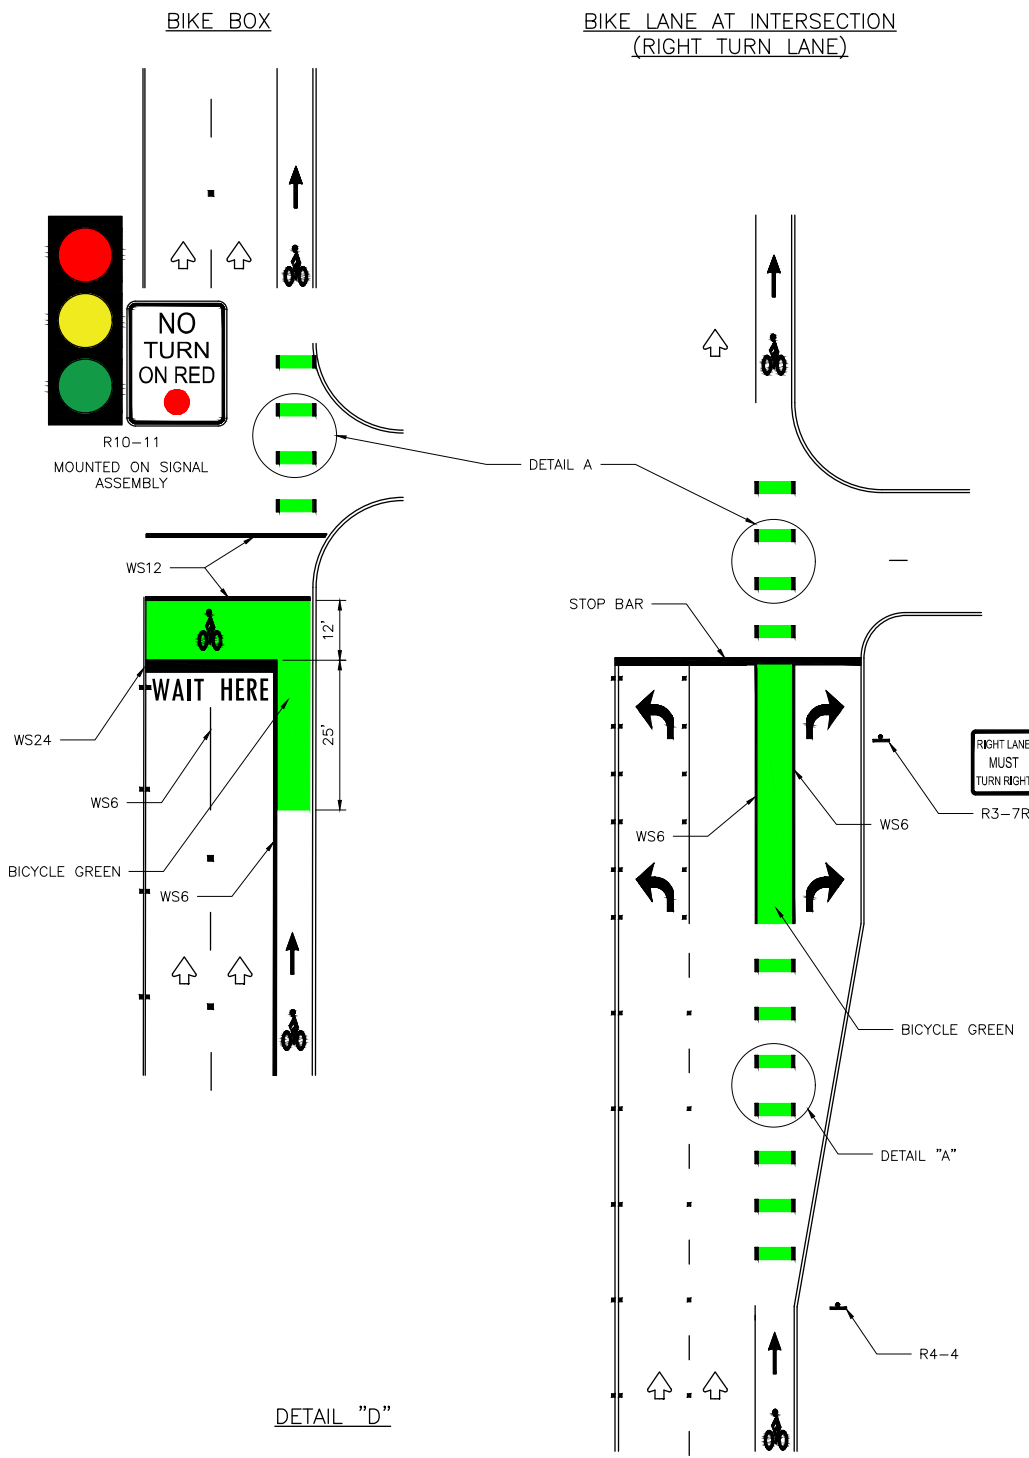 BIKE BOX
BIKE LANE AT INTERSECTION
(RIGHT TURN LANE)
NO
TURN
ON RED
R10-11
MOUNTED ON SIGNAL
ASSEMBLY
DETAIL A
WS12
STOP BAR
12'
WAIT HERE
25'
WS24
WS6
BICYCLE GREEN
WS6
RIGHT LANE
MUST
TURN RIGHT
R3-7R
WS6
WS6
BICYCLE GREEN
DETAIL "A"
R4-4
DETAIL "D"